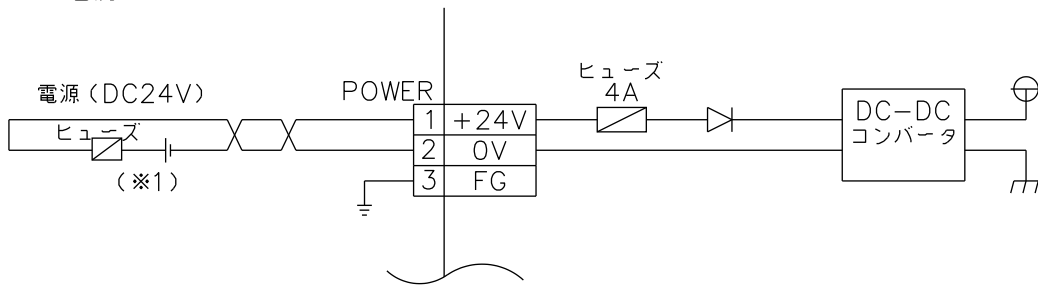 電源（DC24V）
ヒューズ
（※1）
POWER
1 +24V
2 0V
3 FG
ヒューズ
4A
DC-DC
コンバータ